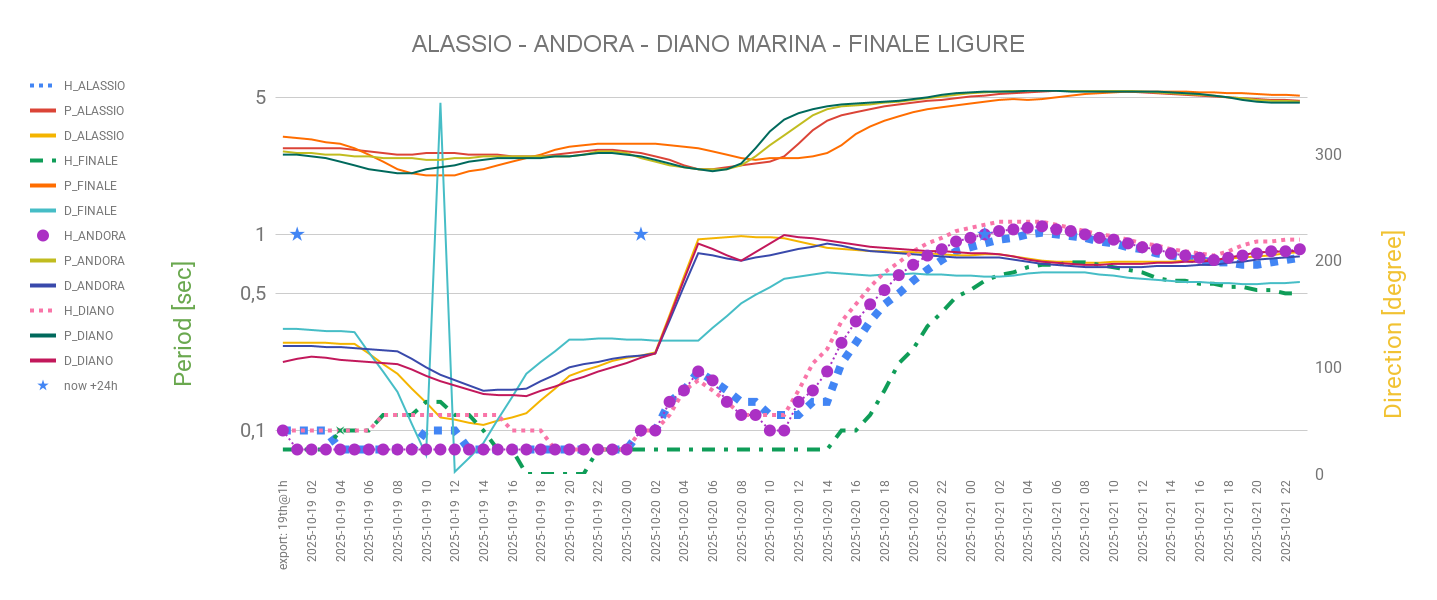 ALASSIO - ANDORA - DIANO MARINA - FINALE LIGURE
H_ALASSIO
P_ALASSIO
D_ALASSIO
H_FINALE
P_FINALE
D_FINALE
H_ANDORA
P_ANDORA
D_ANDORA
H_DIANO
P_DIANO
D_DIANO
now +24h
Period [sec]
5
1
0,5
0,1
300
200
100
0
Direction [degree]
export: 19th@1h
2025-10-19 02
2025-10-19 04
2025-10-19 06
2025-10-19 08
2025-10-19 10
2025-10-19 12
2025-10-19 14
2025-10-19 16
2025-10-19 18
2025-10-19 20
2025-10-19 22
2025-10-20 00
2025-10-20 02
2025-10-20 04
2025-10-20 06
2025-10-20 08
2025-10-20 10
2025-10-20 12
2025-10-20 14
2025-10-20 16
2025-10-20 18
2025-10-20 20
2025-10-20 22
2025-10-21 00
2025-10-21 02
2025-10-21 04
2025-10-21 06
2025-10-21 08
2025-10-21 10
2025-10-21 12
2025-10-21 14
2025-10-21 16
2025-10-21 18
2025-10-21 20
2025-10-21 22